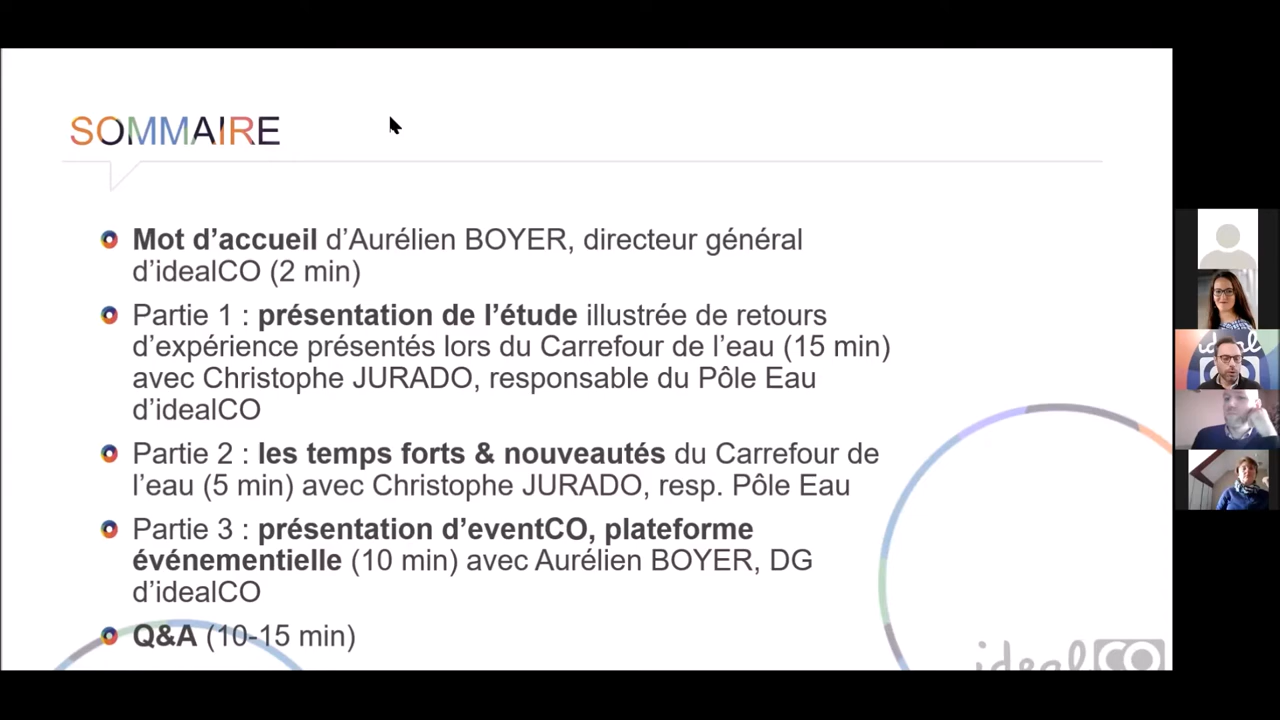 SOMMAIRE
Mot d’accueil d’Aurélien BOYER, directeur général
d’idealCO (2 min)
Partie 1 : présentation de l’étude illustrée de retours
d’expérience présentés lors du Carrefour de l’eau (15 min)
avec Christophe JURADO, responsable du Pôle Eau
d’idealCO
Partie 2 : les temps forts & nouveautés du Carrefour de
l’eau (5 min) avec Christophe JURADO, resp. Pôle Eau
Partie 3 : présentation d’eventCO, plateforme
événementielle (10 min) avec Aurélien BOYER, DG
d’idealCO
Q&A (10-15 min)
idealCO
ideal
CO